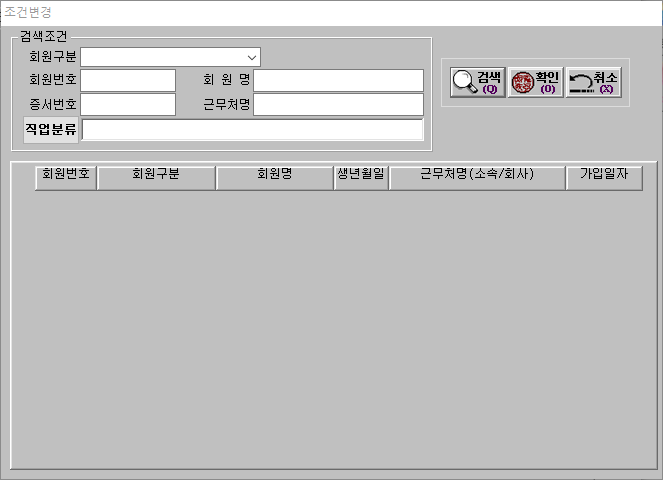 조건변경
검색조건
회원구분
회원번호
회 원 명
증서번호
근무처명
직업분류
검색
(Q)
확인
(O)
취소
(X)
회원번호 회원구분 회원명 생년월일 근무처명(소속/회사) 가입일자